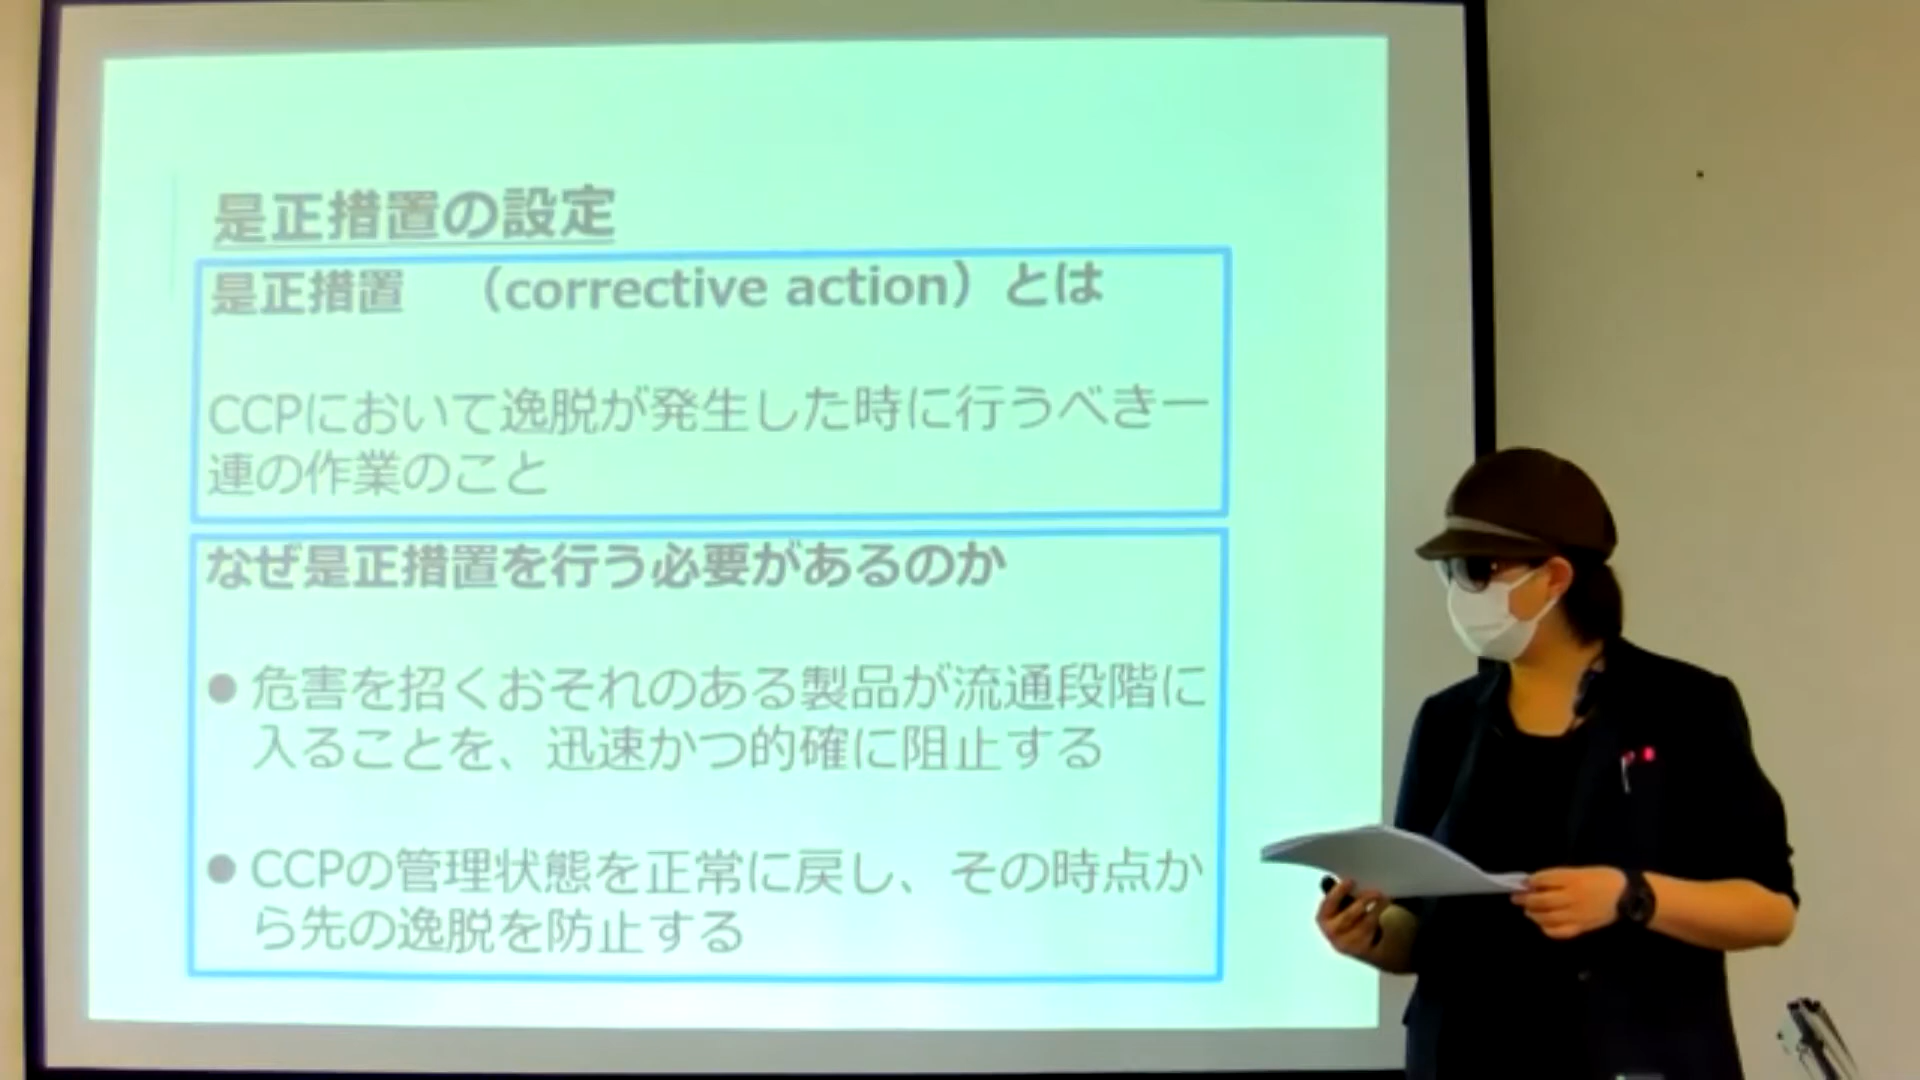 是正措置の設定
是正措置　（corrective action）とは
CCPにおいて逸脱が発生した時に行うべき一
連の作業のこと
なぜ是正措置を行う必要があるのか
● 危害を招くおそれのある製品が流通段階に
入ることを、迅速かつ的確に阻止する
● CCPの管理状態を正常に戻し、その時点か
ら先の逸脱を防止する